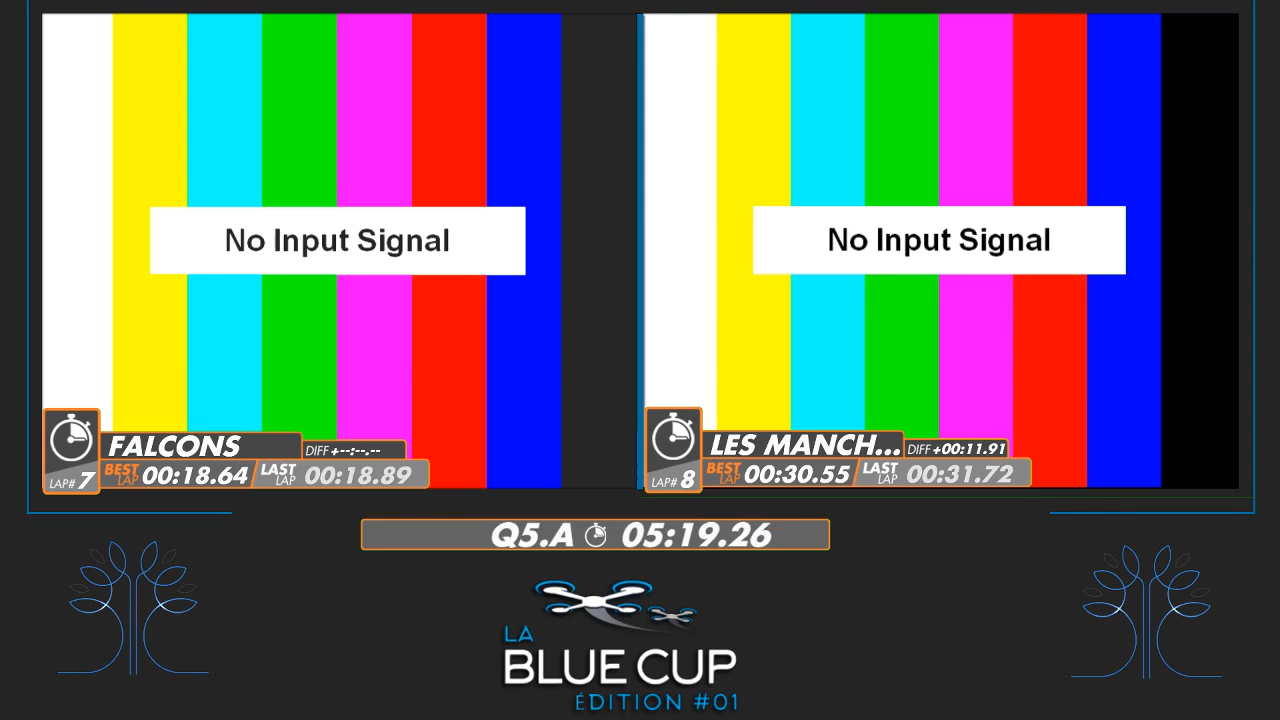 No Input Signal
FALCONS DIFF +--:--.--
LAP# 7 BEST LAP 00:18.64 LAST LAP 00:18.89
No Input Signal
LES MANCH... DIFF +00:11.91
LAP# 8 BEST LAP 00:30.55 LAST LAP 00:31.72
Q5.A 05:19.26
LA
BLUE CUP
ÉDITION #01